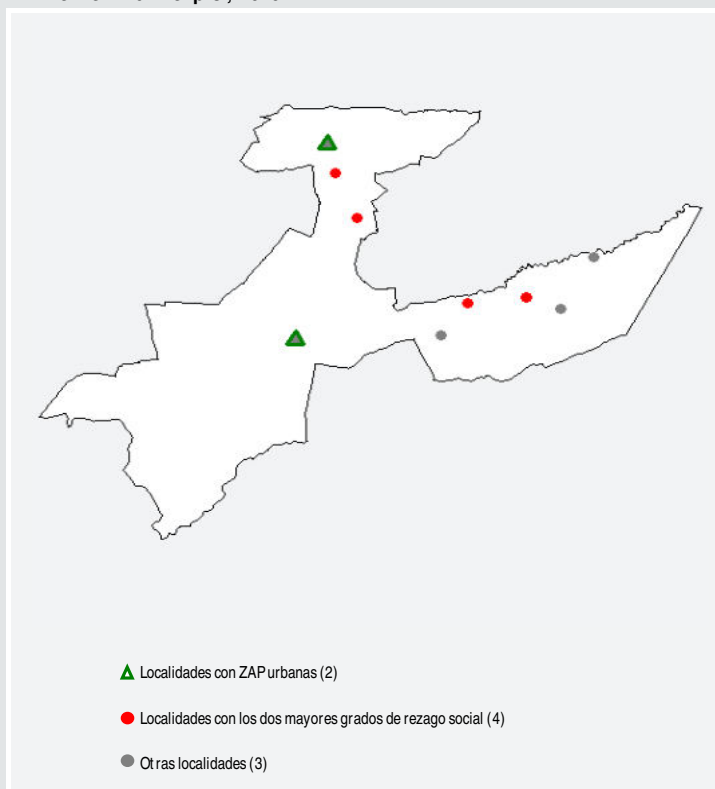 Localidades con ZAP urbanas (2)
Localidades con los dos mayores grados de rezago social (4)
Otras localidades (3)